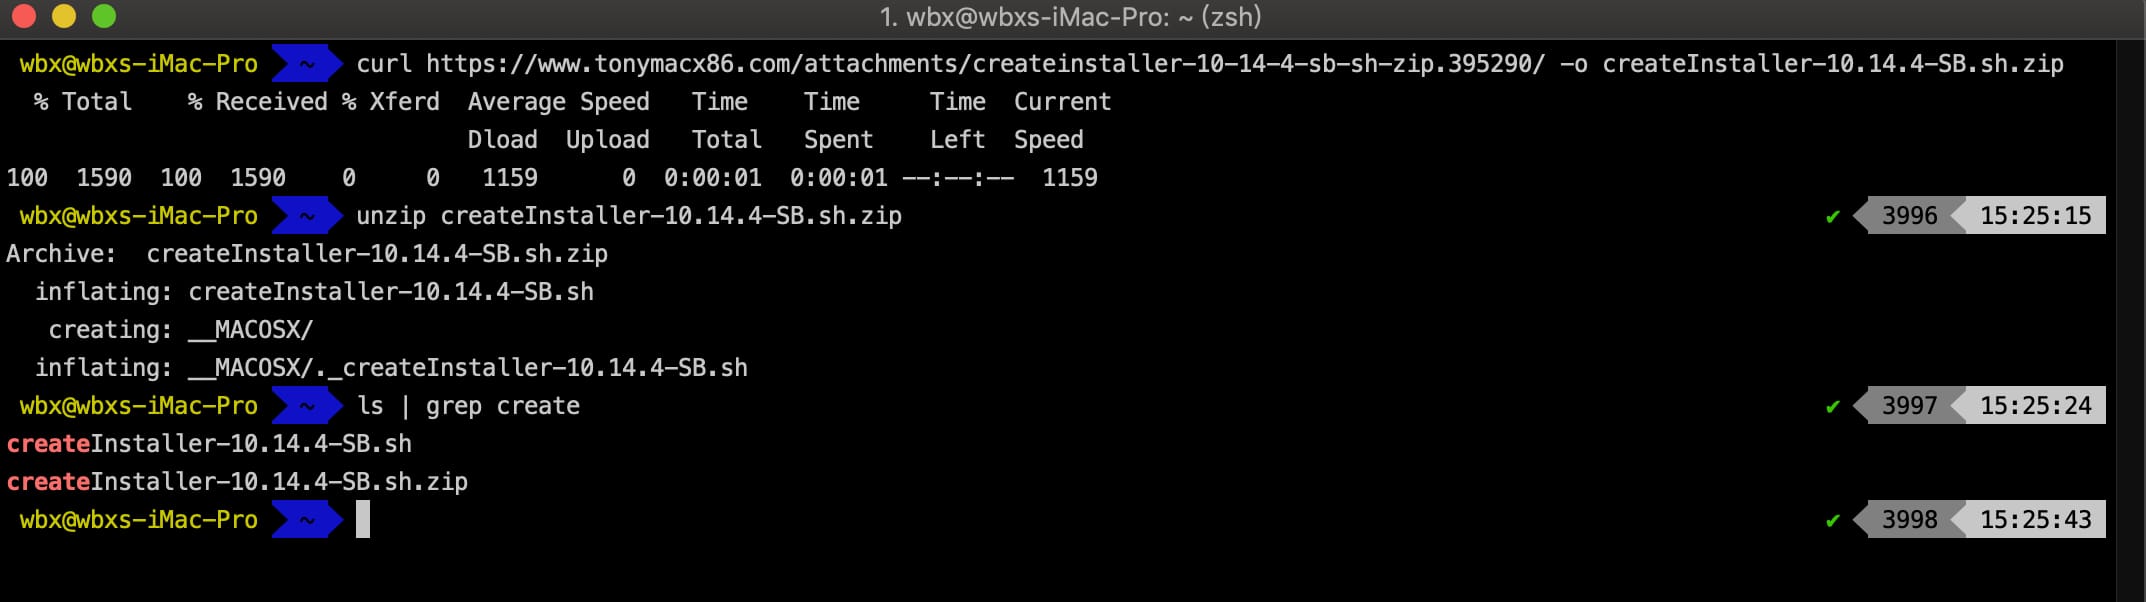 1. wbx@wbxs-iMac-Pro: ~ (zsh)
wbx@wbxs-iMac-Pro ~ curl https://www.tonymacx86.com/attachments/createinstaller-10-14-4-sb-sh-zip.395290/ -o createInstaller-10.14.4-SB.sh.zip
% Total % Received % Xferd Average Speed Time Time Time Current
Dload Upload Total Spent Left Speed
100 1590 100 1590 0 0 1159 0 0:00:01 0:00:01 --:--:-- 1159
wbx@wbxs-iMac-Pro ~ unzip createInstaller-10.14.4-SB.sh.zip ✔ 3996 15:25:15
Archive: createInstaller-10.14.4-SB.sh.zip
inflating: createInstaller-10.14.4-SB.sh
creating: __MACOSX/
inflating: __MACOSX/._createInstaller-10.14.4-SB.sh
wbx@wbxs-iMac-Pro ~ ls | grep create ✔ 3997 15:25:24
createInstaller-10.14.4-SB.sh
createInstaller-10.14.4-SB.sh.zip
wbx@wbxs-iMac-Pro ~ ✔ 3998 15:25:43